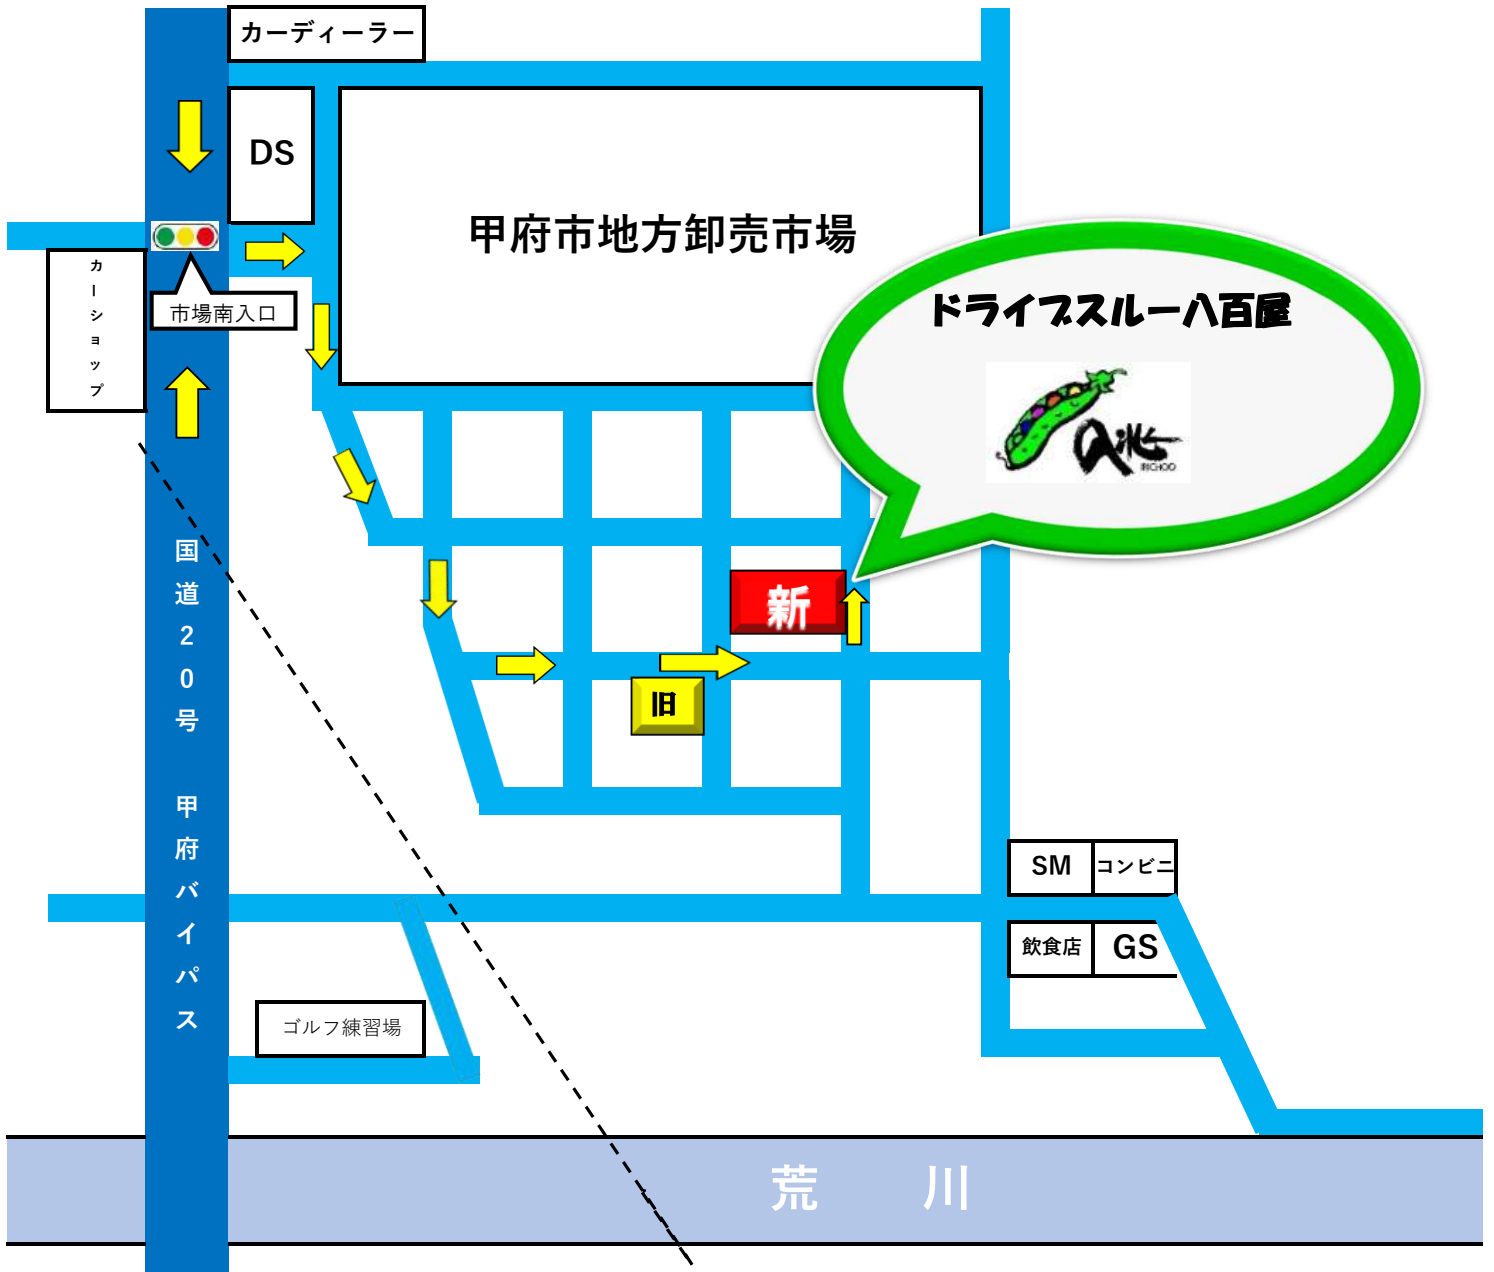 カーディーラー
DS
甲府市地方卸売市場
カーショップ
市場南入口
ドライブスルー八百屋
国道20号 甲府バイパス
新
旧
SM
コンビニ
飲食店
GS
ゴルフ練習場
荒 川